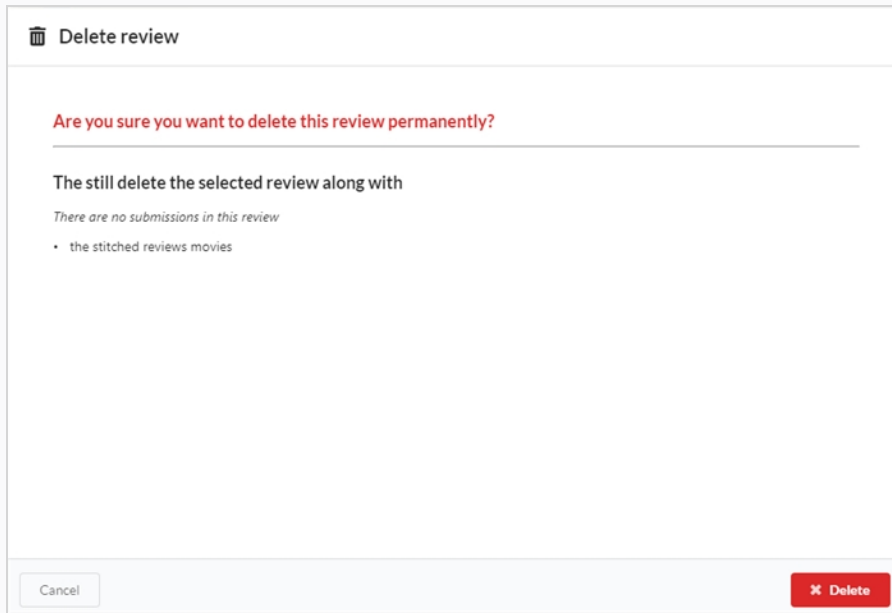 Delete review
Are you sure you want to delete this review permanently?
The still delete the selected review along with
There are no submissions in this review
• the stitched reviews movies
Cancel
✖ Delete